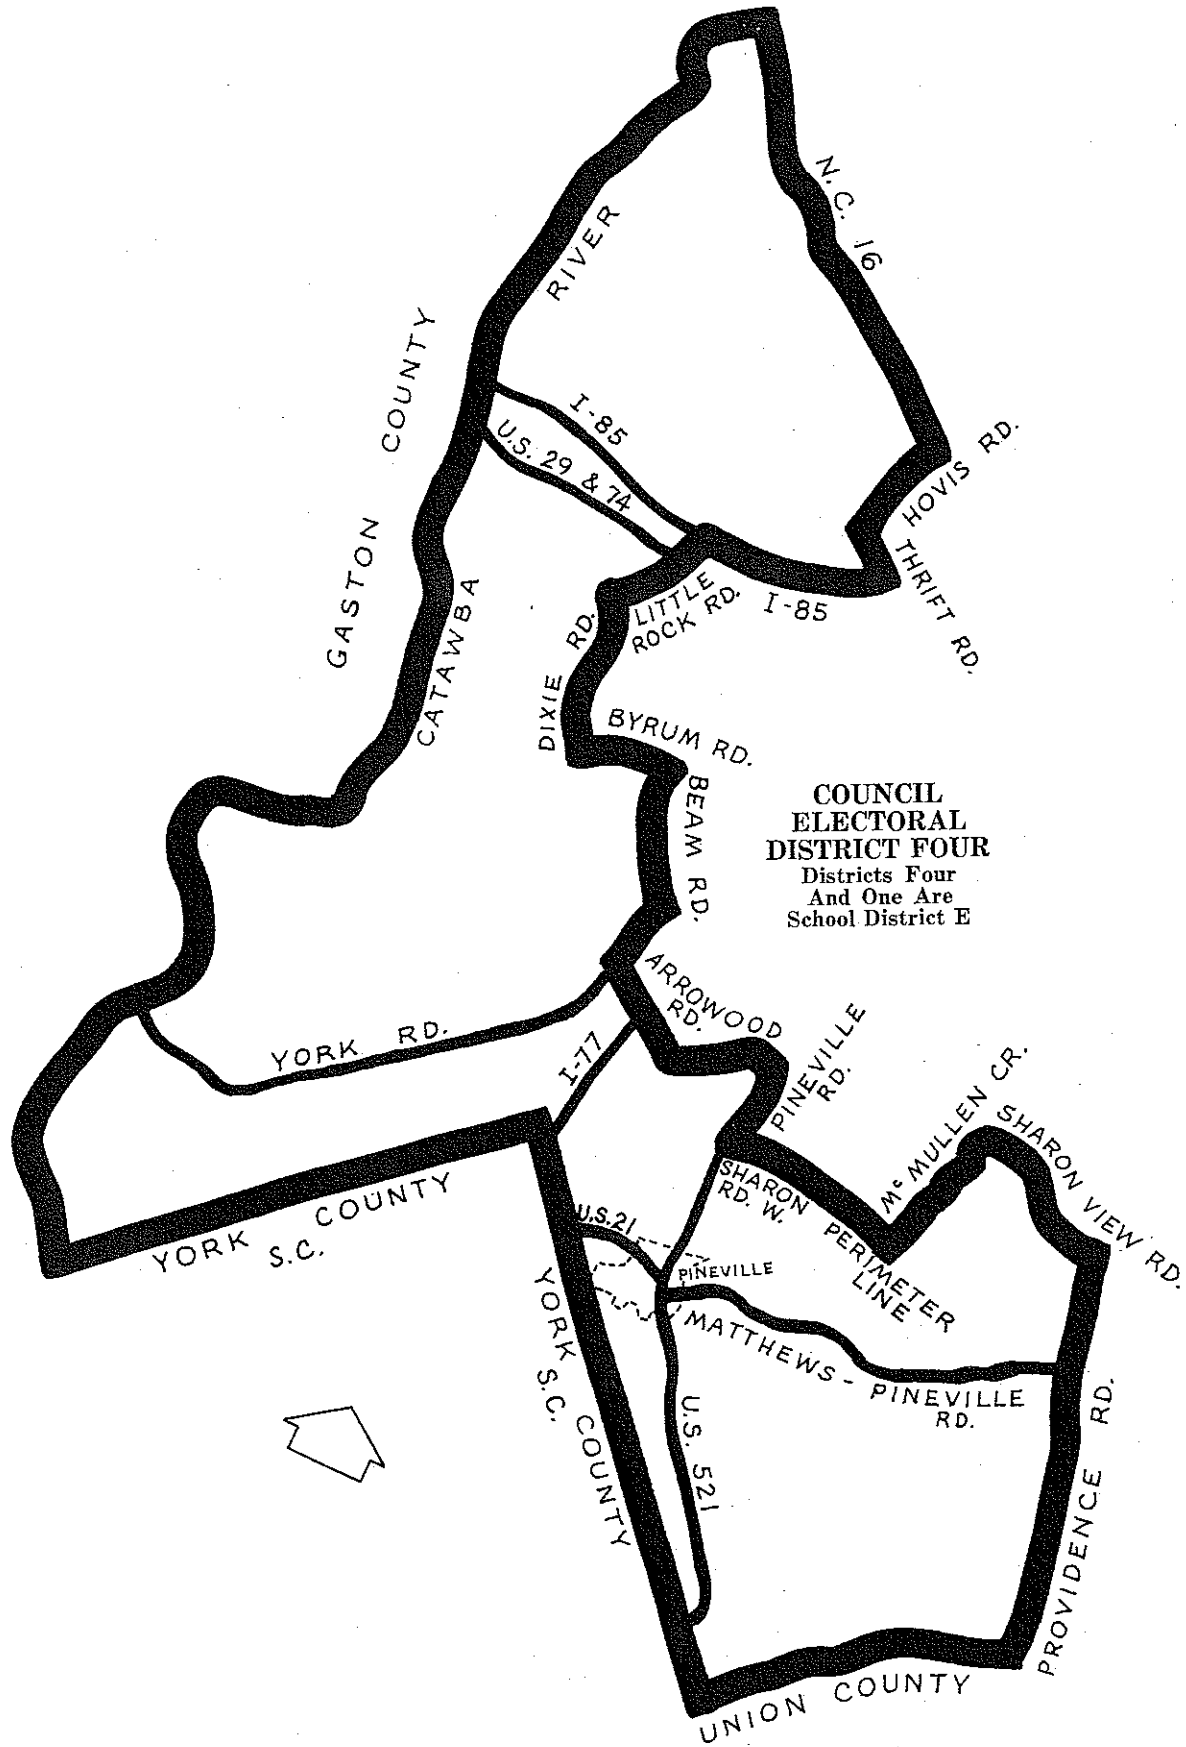 N.C. 16
RIVER
GASTON COUNTY
I-85
U.S. 29 & 74
HOVIS RD.
THRIFT RD.
I-85
LITTLE
ROCK RD.
CATAWBA
DIXIE RD.
BYRUM RD.
BEAM RD.
COUNCIL
ELECTORAL
DISTRICT FOUR
Districts Four
And One Are
School District E
ARROWOOD
RD.
YORK RD.
I-77
PINEVILLE
RD.
McMULLEN CR.
SHARON VIEW RD.
SHARON
RD. W.
PERIMETER
LINE
YORK COUNTY
S.C.
U.S. 21
PINEVILLE
YORK COUNTY
S.C.
MATTHEWS - PINEVILLE
RD.
U.S. 521
PROVIDENCE RD.
UNION COUNTY